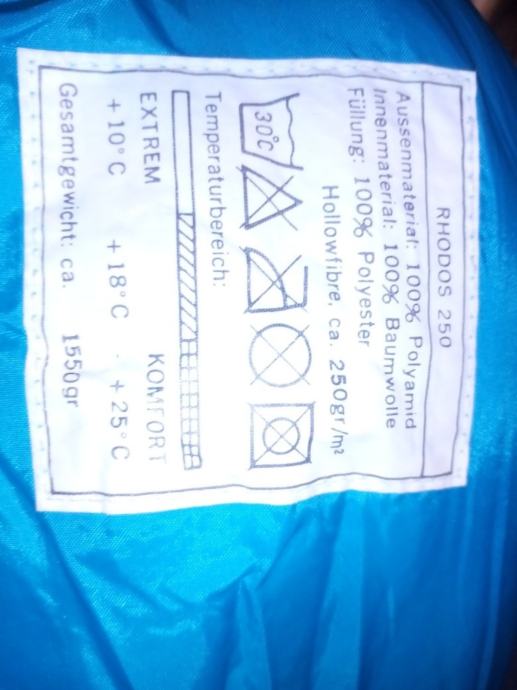 RHODOS 250
Aussenmaterial: 100% Polyamid
Innenmaterial: 100% Baumwolle
Füllung: 100% Polyester
Hollowfibre, ca. 250gr/m²
30°C
Temperaturbereich:
EXTREM KOMFORT
+10°C +18°C +25°C
Gesamtgewicht: ca. 1550gr